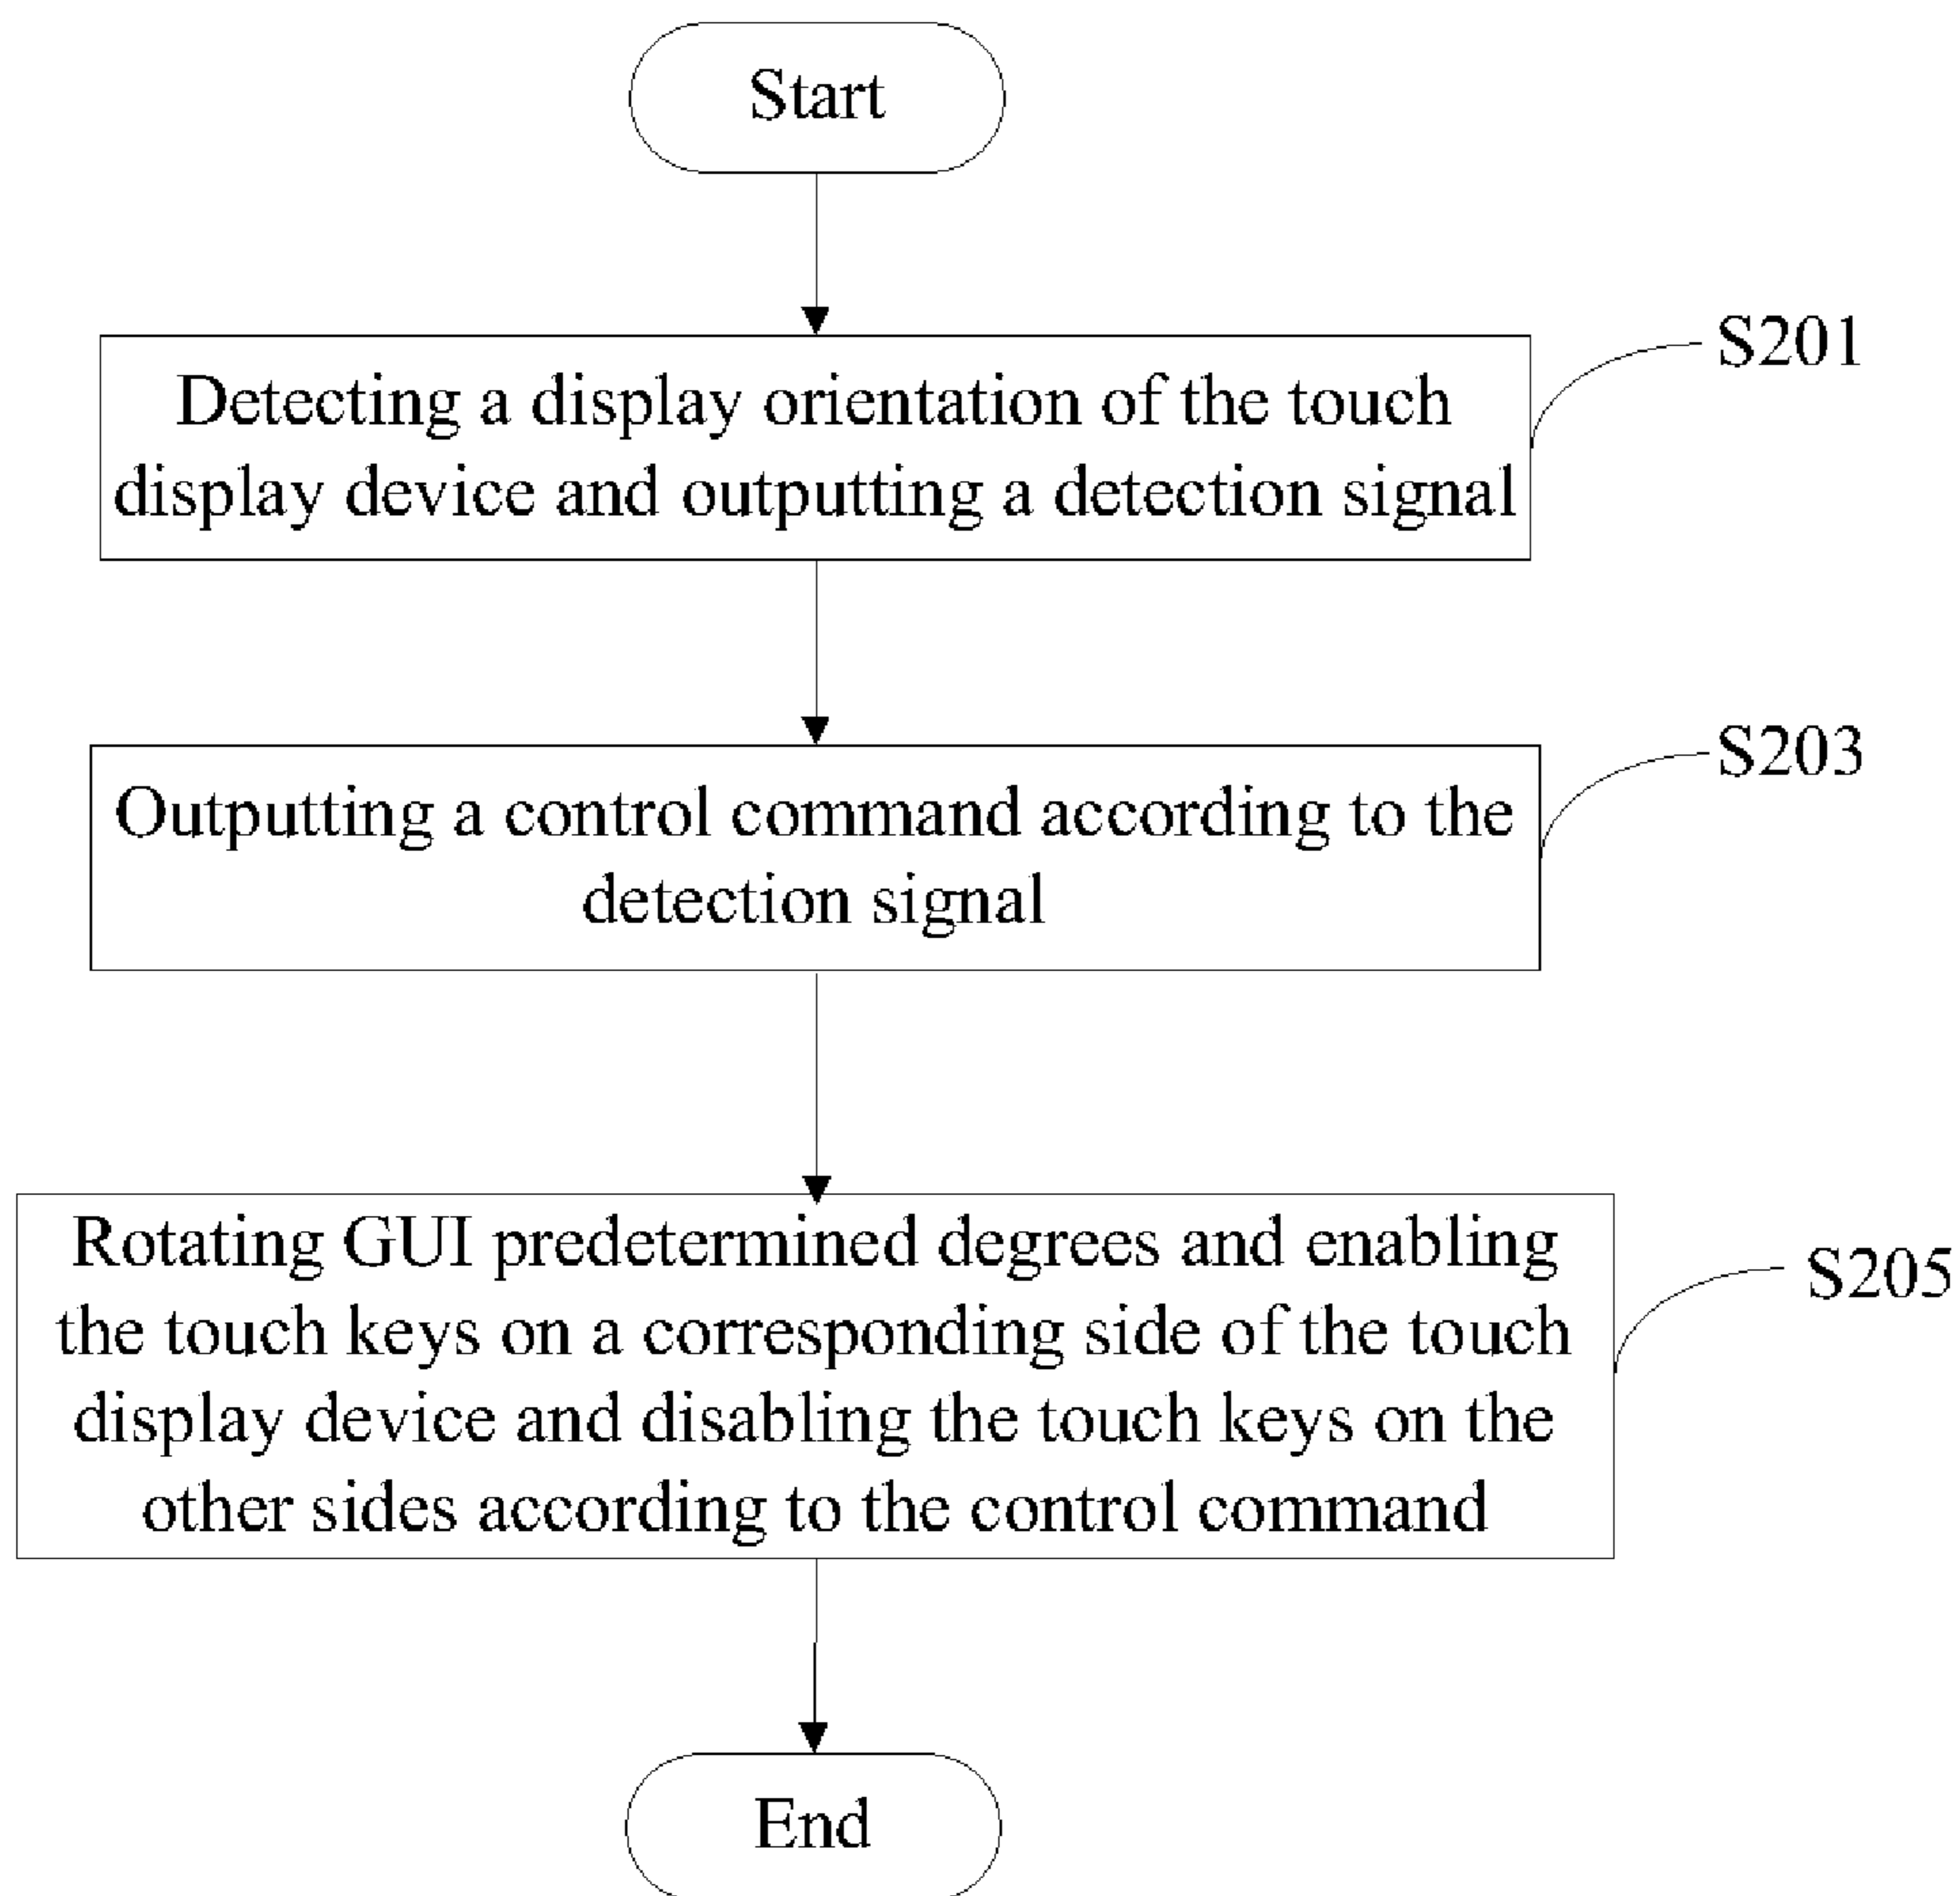 Start
S201
Detecting a display orientation of the touch
display device and outputting a detection signal
S203
Outputting a control command according to the
detection signal
S205
Rotating GUI predetermined degrees and enabling
the touch keys on a corresponding side of the touch
display device and disabling the touch keys on the
other sides according to the control command
End